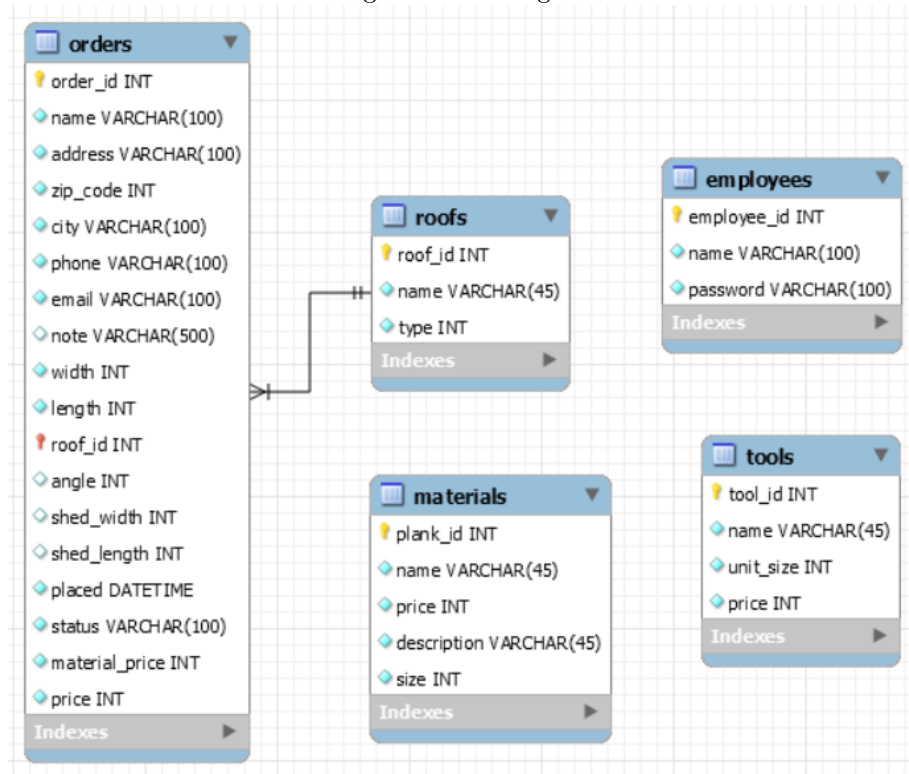 orders
order_id INT
name VARCHAR(100)
address VARCHAR(100)
zip_code INT
city VARCHAR(100)
phone VARCHAR(100)
email VARCHAR(100)
note VARCHAR(500)
width INT
length INT
roof_id INT
angle INT
shed_width INT
shed_length INT
placed DATETIME
status VARCHAR(100)
material_price INT
price INT
Indexes
roofs
roof_id INT
name VARCHAR(45)
type INT
Indexes
employees
employee_id INT
name VARCHAR(100)
password VARCHAR(100)
Indexes
materials
plank_id INT
name VARCHAR(45)
price INT
description VARCHAR(45)
size INT
Indexes
tools
tool_id INT
name VARCHAR(45)
unit_size INT
price INT
Indexes